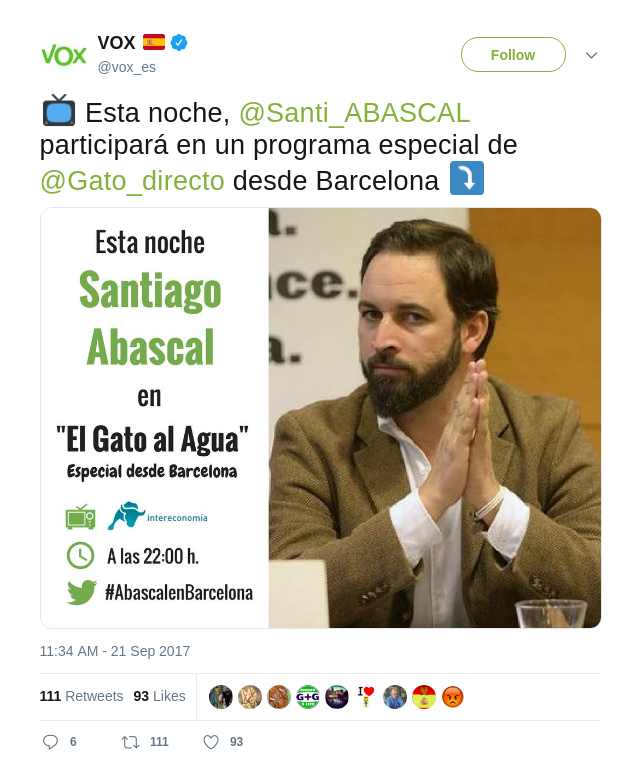 VOX
VOX
@vox_es
Follow
Esta noche, @Santi_ABASCAL
participará en un programa especial de
@Gato_directo desde Barcelona
Esta noche
Santiago
Abascal
en
"El Gato al Agua"
Especial desde Barcelona
intereconomía
A las 22:00 h.
#AbascalenBarcelona
a.
nce.
a.
11:34 AM - 21 Sep 2017
111 Retweets 93 Likes
G+G
I
6 111 93